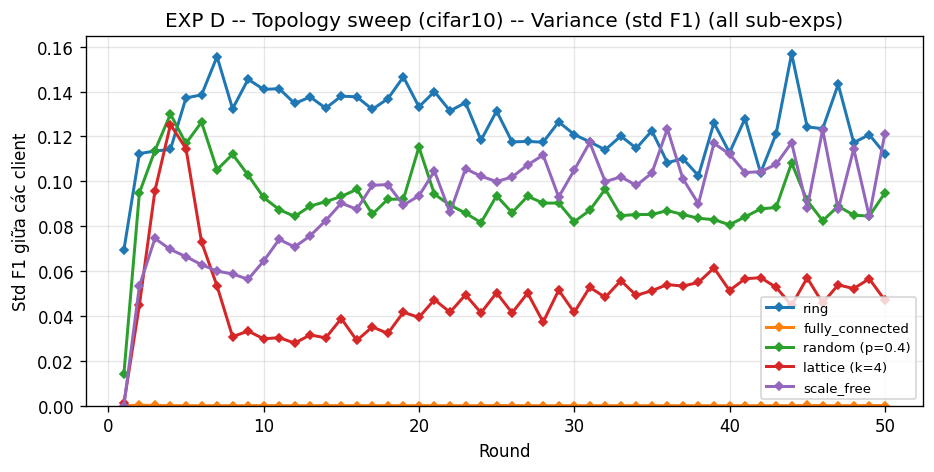 EXP D -- Topology sweep (cifar10) -- Variance (std F1) (all sub-exps)
Std F1 giữa các client
0.16
0.14
0.12
0.10
0.08
0.06
0.04
0.02
0.00
0 10 20 30 40 50
Round
ring
fully_connected
random (p=0.4)
lattice (k=4)
scale_free